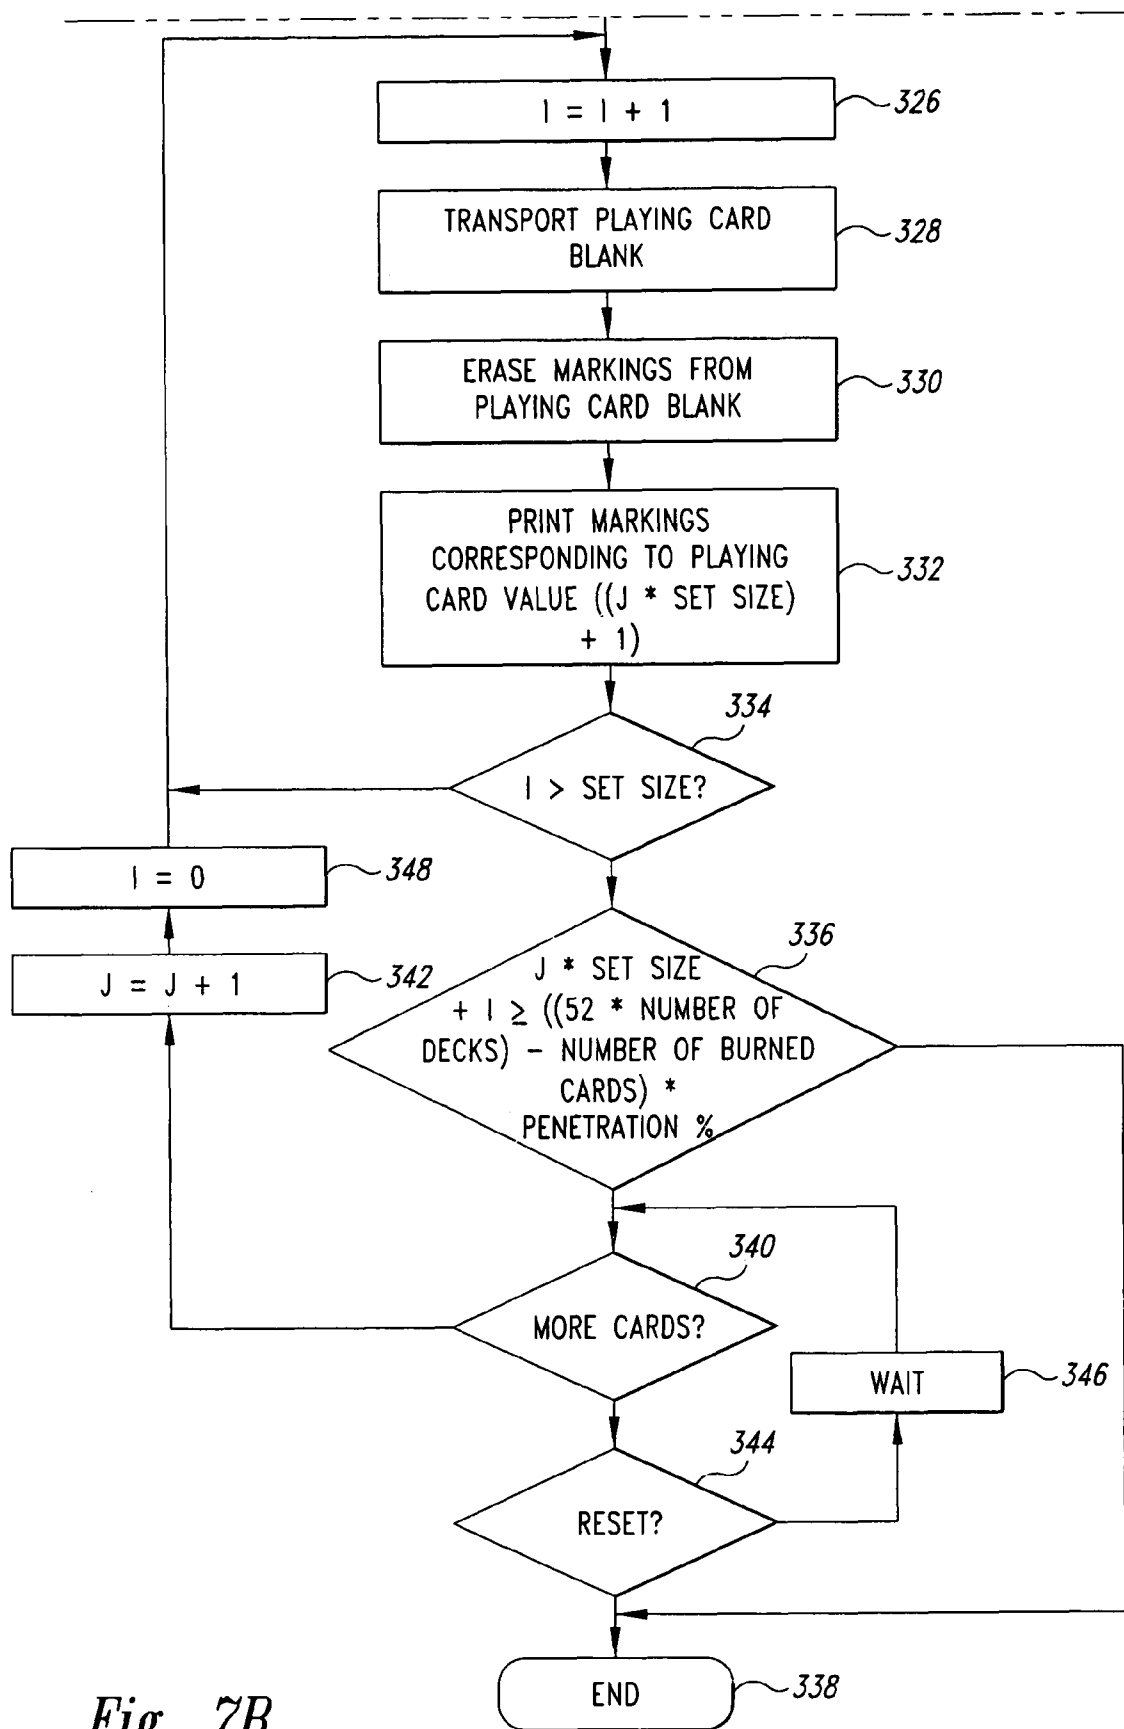 I = I + 1
326
TRANSPORT PLAYING CARD
BLANK
328
ERASE MARKINGS FROM
PLAYING CARD BLANK
330
PRINT MARKINGS
CORRESPONDING TO PLAYING
CARD VALUE ((J * SET SIZE)
+ 1)
332
334
I > SET SIZE?
I = 0
348
J = J + 1
342
336
J * SET SIZE
+ I ≥ ((52 * NUMBER OF
DECKS) - NUMBER OF BURNED
CARDS) *
PENETRATION %
340
MORE CARDS?
WAIT
346
344
RESET?
END
338
Fig. 7B